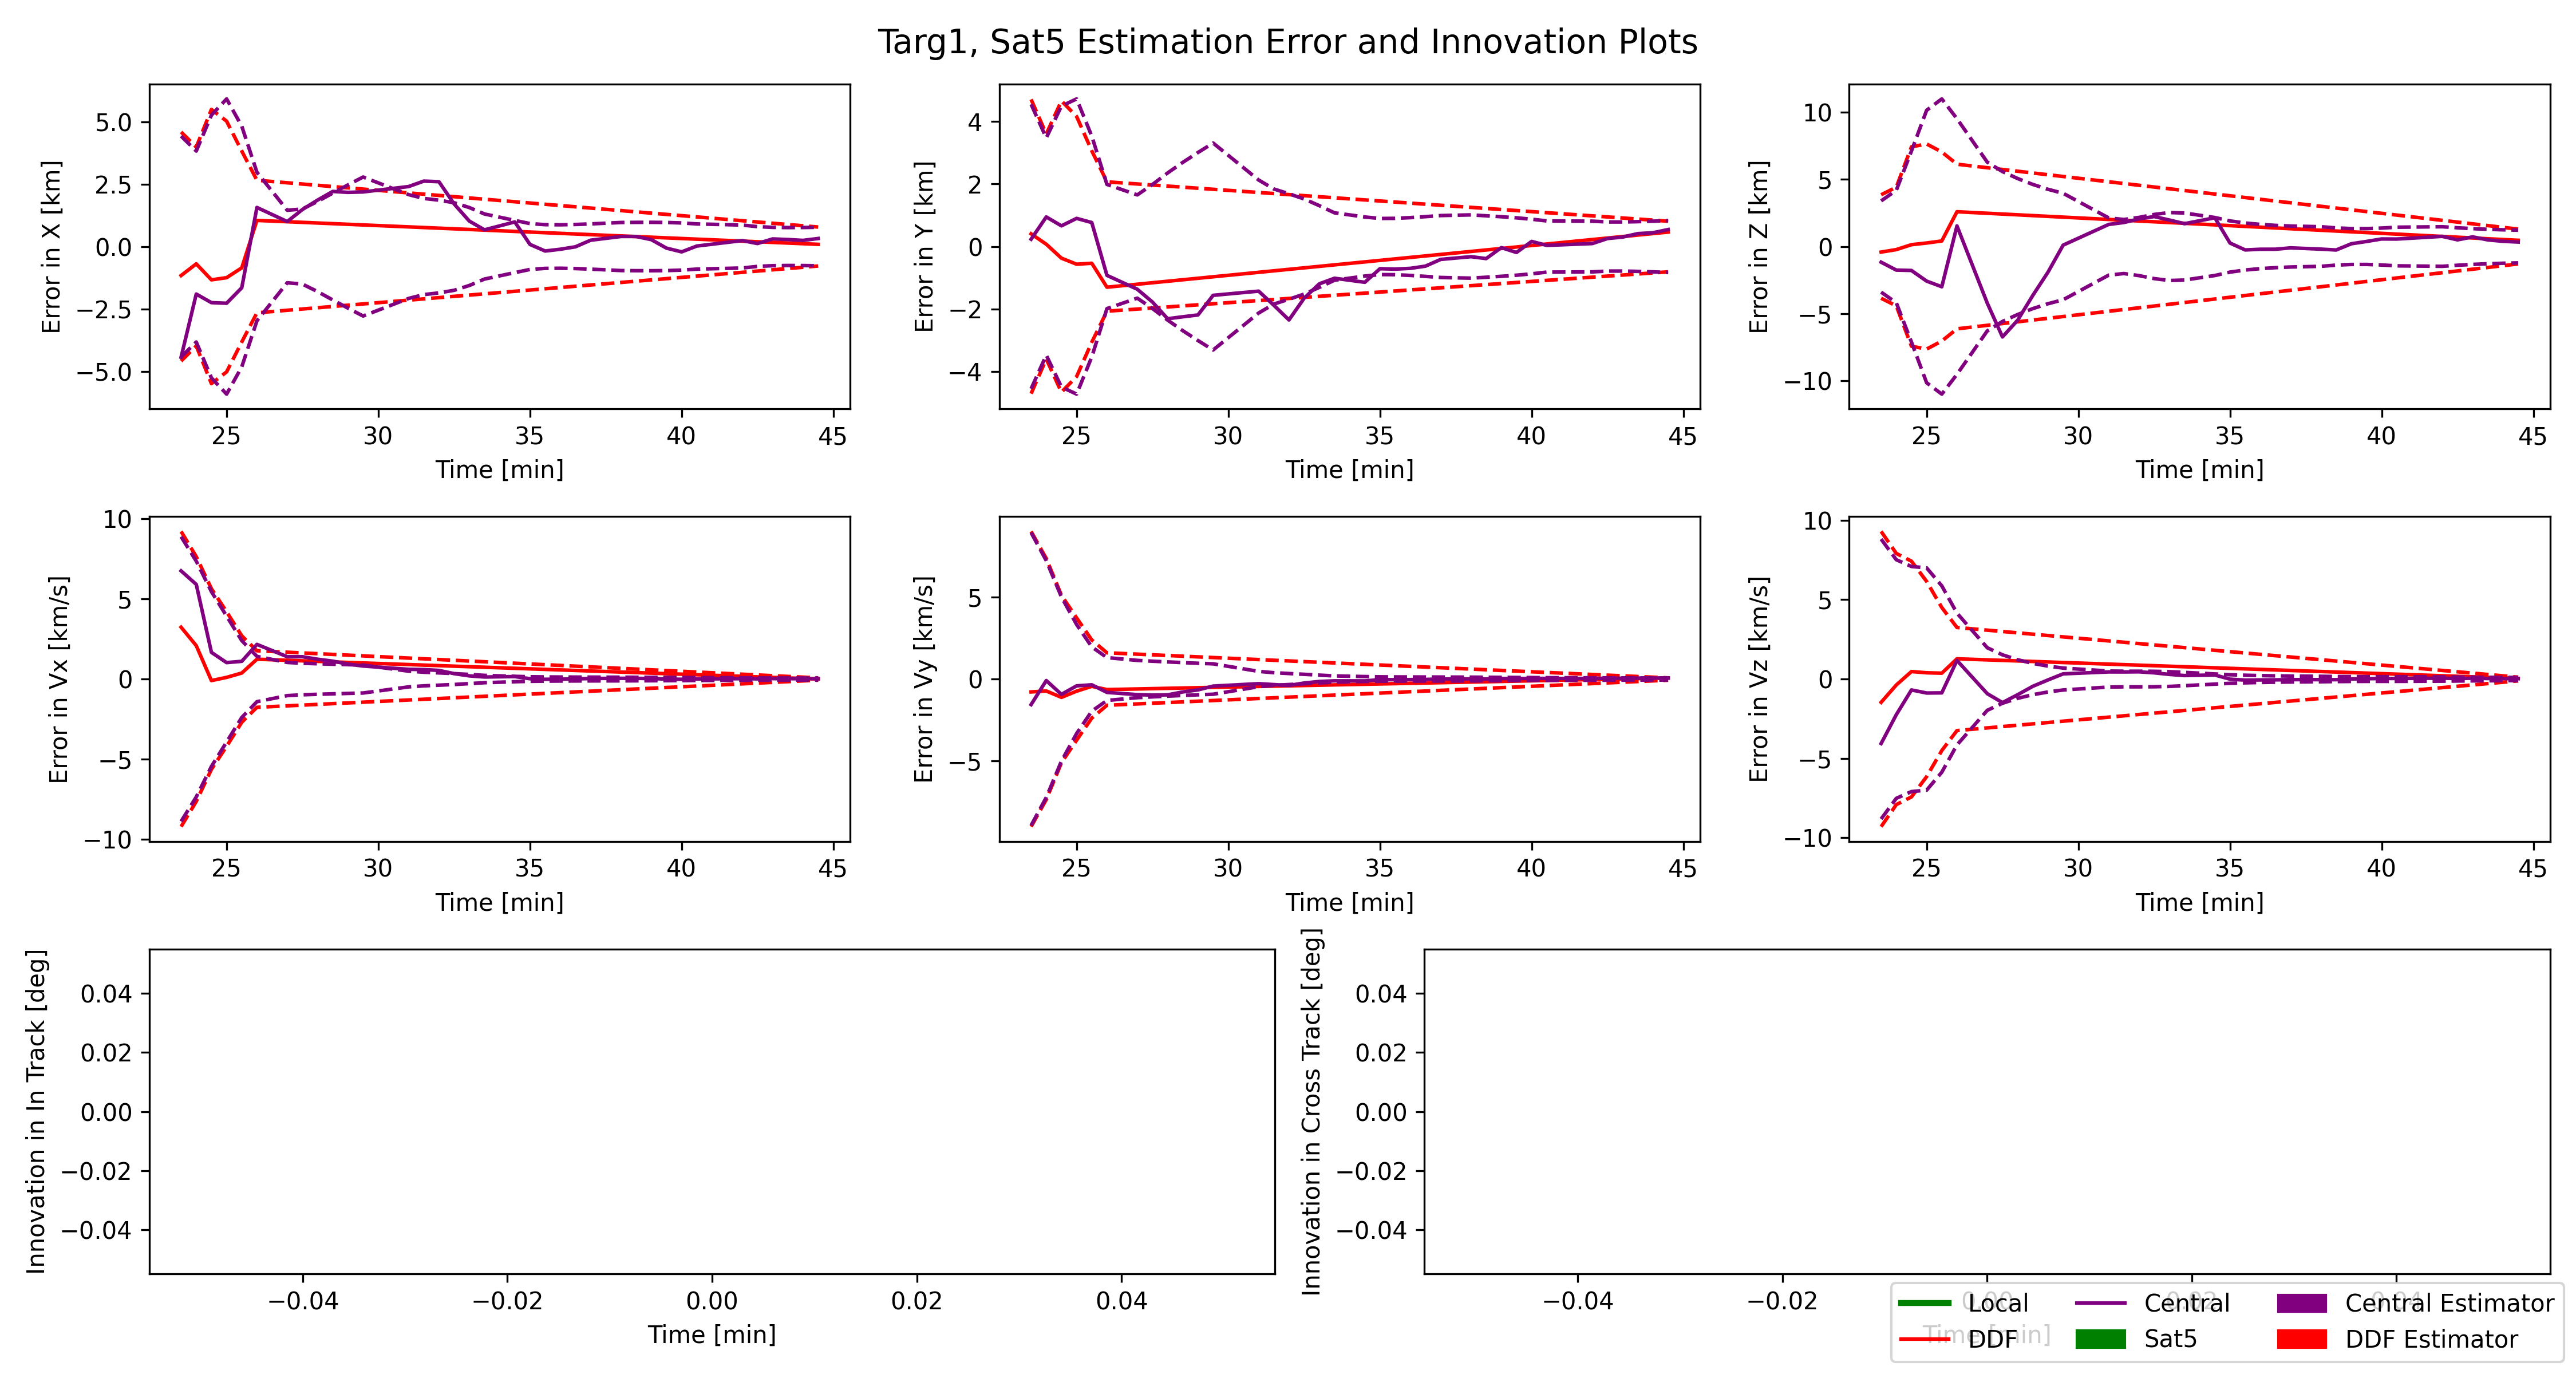 Targ1, Sat5 Estimation Error and Innovation Plots
Error in X [km]
5.0
2.5
0.0
−2.5
−5.0
25 30 35 40 45
Time [min]
Error in Y [km]
4
2
0
−2
−4
25 30 35 40 45
Time [min]
Error in Z [km]
10
5
0
−5
−10
25 30 35 40 45
Time [min]
Error in Vx [km/s]
10
5
0
−5
−10
25 30 35 40 45
Time [min]
Error in Vy [km/s]
5
0
−5
25 30 35 40 45
Time [min]
Error in Vz [km/s]
10
5
0
−5
−10
25 30 35 40 45
Time [min]
Innovation in In Track [deg]
0.04
0.02
0.00
−0.02
−0.04
−0.04 −0.02 0.00 0.02 0.04
Time [min]
Innovation in Cross Track [deg]
0.04
0.02
0.00
−0.02
−0.04
−0.04 −0.02 0.00 0.02 0.04
Time [min]
Local
DDF
Central
Sat5
Central Estimator
DDF Estimator